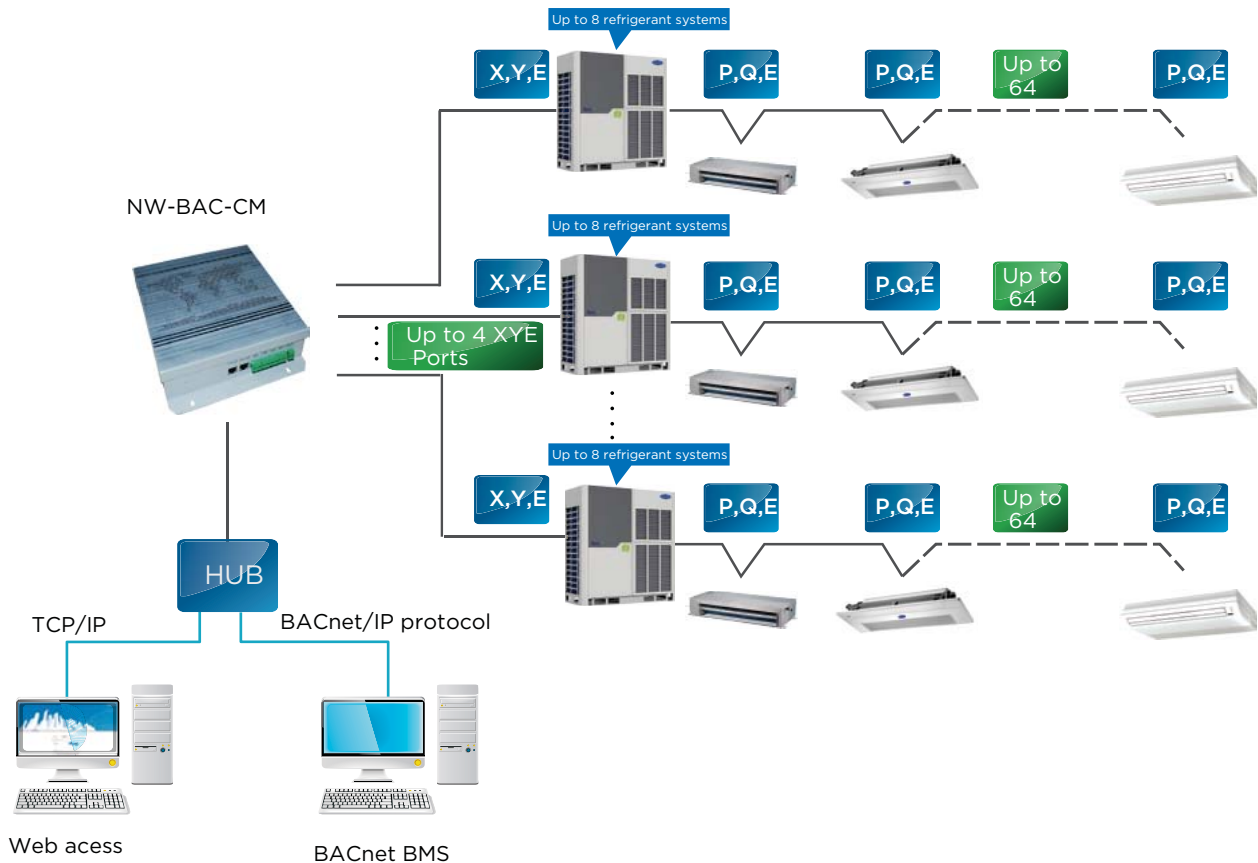 Up to 8 refrigerant systems
X,Y,E
P,Q,E
P,Q,E
Up to
64
P,Q,E
NW-BAC-CM
Up to 8 refrigerant systems
X,Y,E
P,Q,E
P,Q,E
Up to
64
P,Q,E
Up to 4 XYE
Ports
Up to 8 refrigerant systems
X,Y,E
P,Q,E
P,Q,E
Up to
64
P,Q,E
HUB
TCP/IP
BACnet/IP protocol
Web acess
BACnet BMS